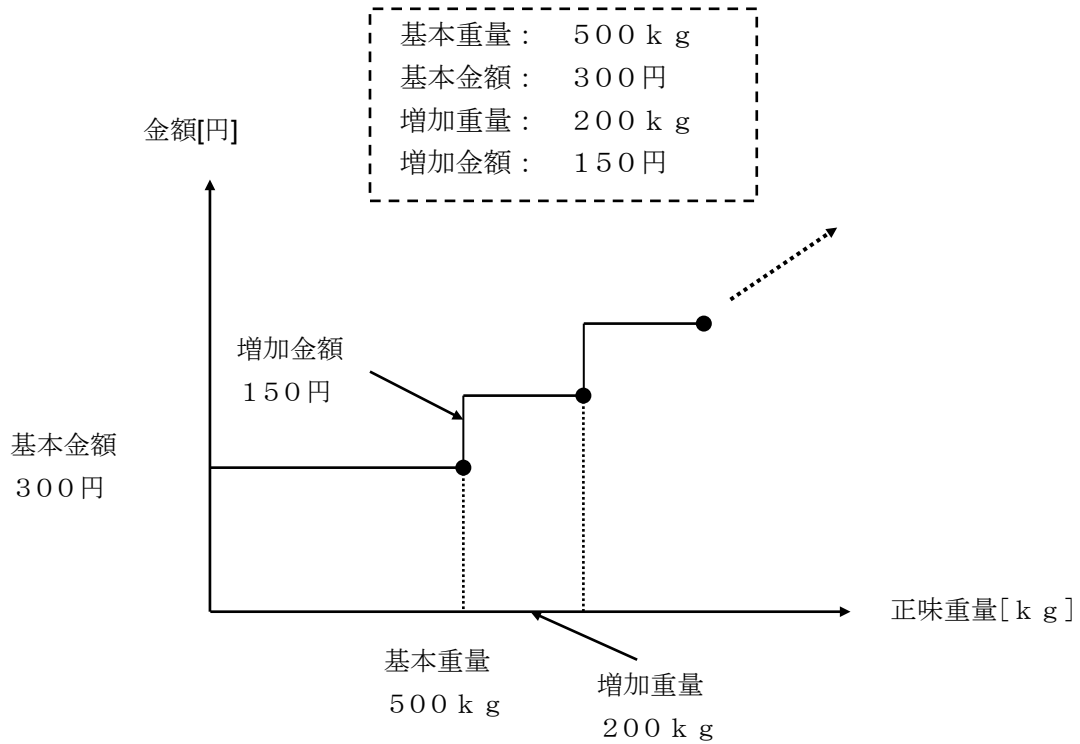 基本重量： ５００ｋｇ
基本金額： ３００円
増加重量： ２００ｋｇ
増加金額： １５０円
金額[円]
増加金額
１５０円
基本金額
３００円
正味重量[ｋｇ]
基本重量
５００ｋｇ
増加重量
２００ｋｇ